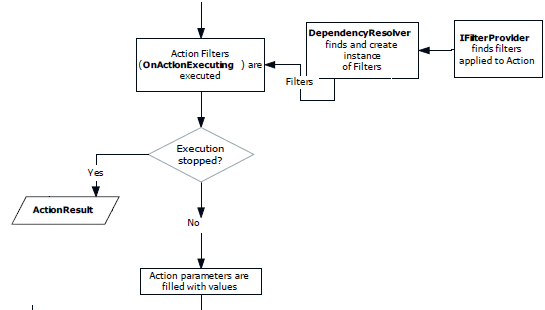 DependencyResolver
finds and create
instance
of Filters
IFilterProvider
finds filters
applied to Action
Action Filters
(OnActionExecuting ) are
executed
Filters
Execution
stopped?
Yes
ActionResult
No
Action parameters are
filled with values